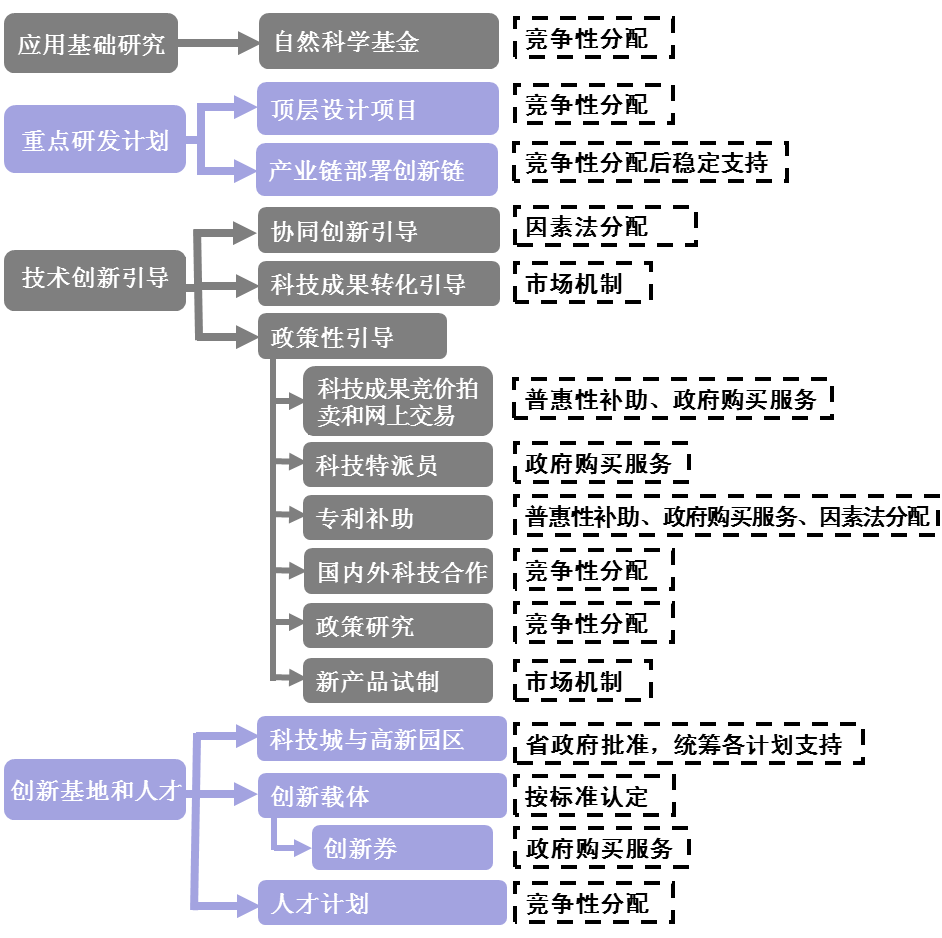 应用基础研究
自然科学基金
竞争性分配
重点研发计划
顶层设计项目
竞争性分配
产业链部署创新链
竞争性分配后稳定支持
技术创新引导
协同创新引导
因素法分配
科技成果转化引导
市场机制
政策性引导
科技成果竞价拍
卖和网上交易
普惠性补助、政府购买服务
科技特派员
政府购买服务
专利补助
普惠性补助、政府购买服务、因素法分配
国内外科技合作
竞争性分配
政策研究
竞争性分配
新产品试制
市场机制
创新基地和人才
科技城与高新园区
省政府批准，统筹各计划支持
创新载体
按标准认定
创新券
政府购买服务
人才计划
竞争性分配